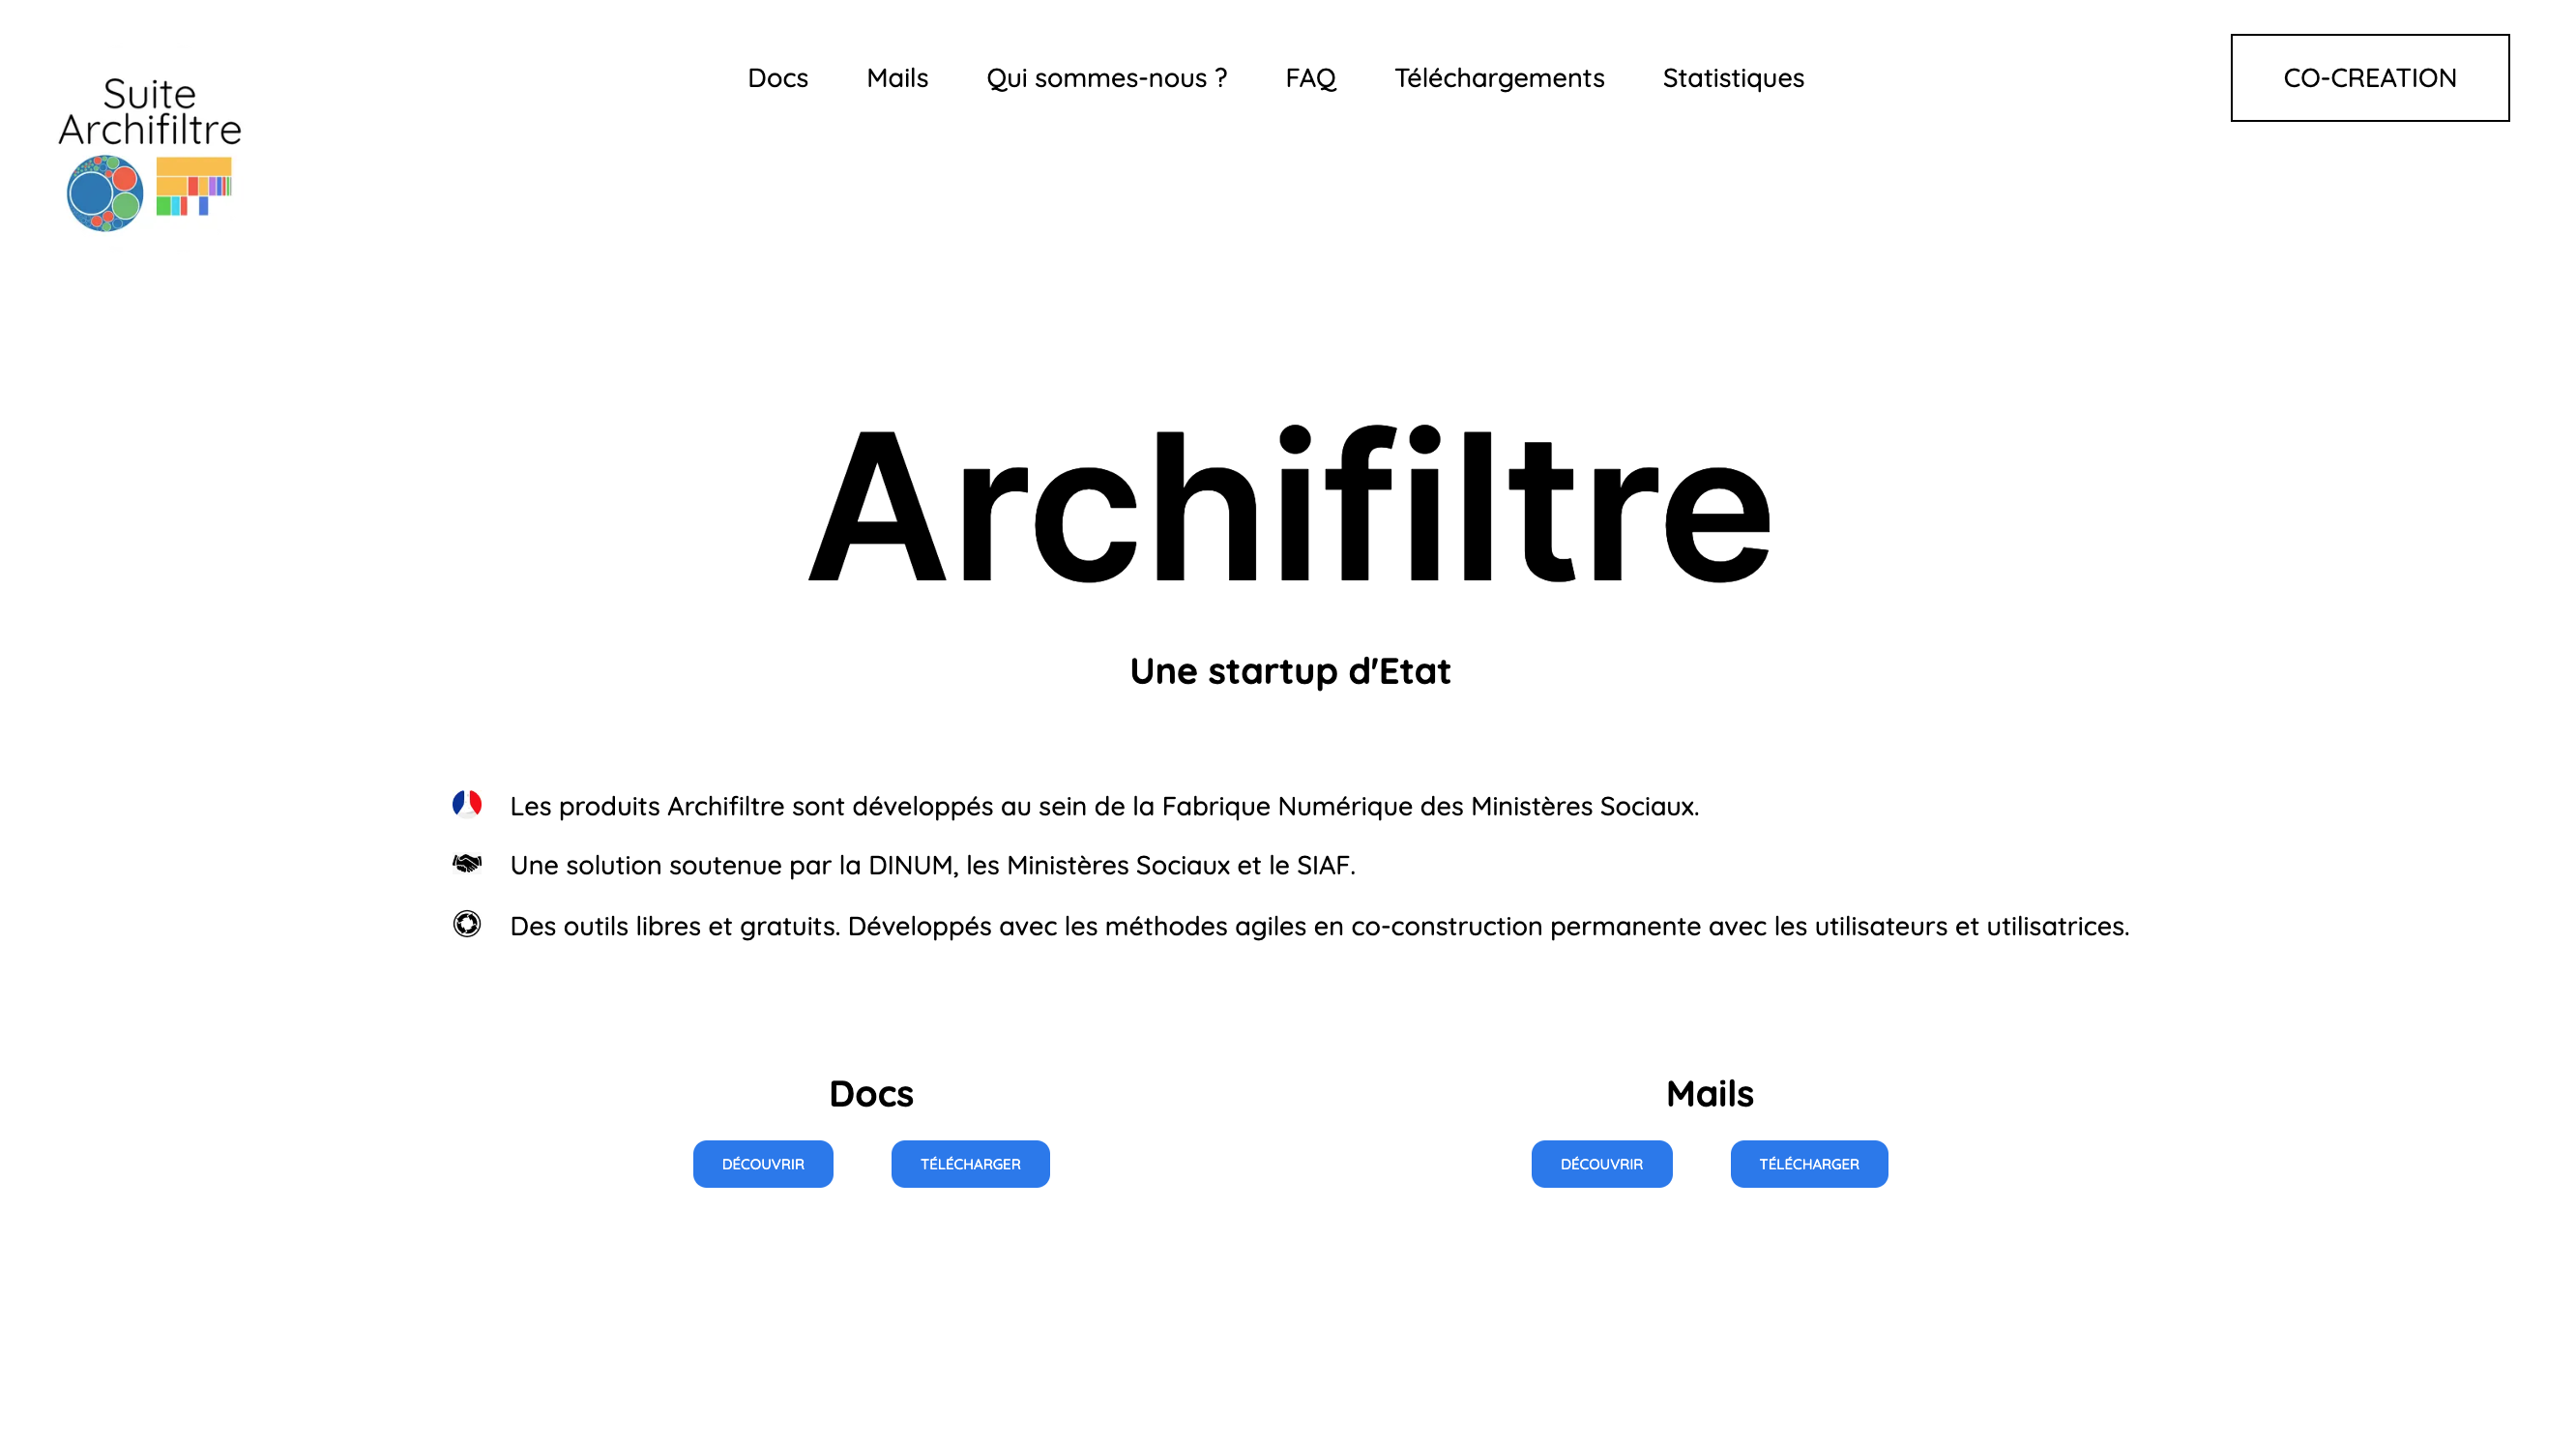 Suite
Archifiltre
Docs Mails Qui sommes-nous ? FAQ Téléchargements Statistiques
CO-CREATION
Archifiltre
Une startup d'Etat
Les produits Archifiltre sont développés au sein de la Fabrique Numérique des Ministères Sociaux.
Une solution soutenue par la DINUM, les Ministères Sociaux et le SIAF.
Des outils libres et gratuits. Développés avec les méthodes agiles en co-construction permanente avec les utilisateurs et utilisatrices.
Docs
DÉCOUVRIR TÉLÉCHARGER
Mails
DÉCOUVRIR TÉLÉCHARGER